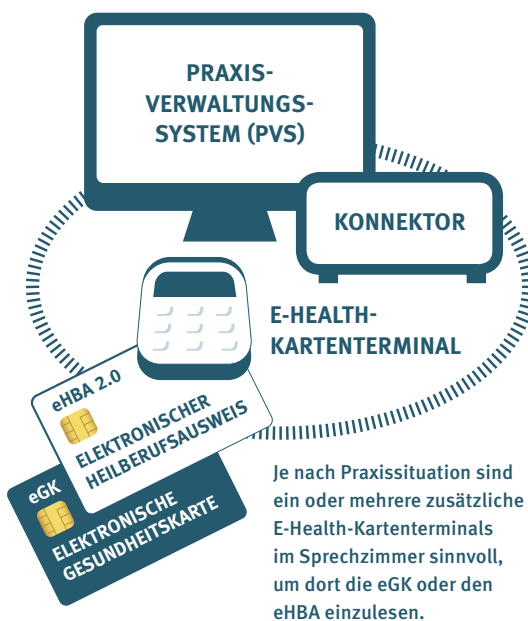 PRAXIS-
VERWALTUNGS-
SYSTEM (PVS)
KONNEKTOR
E-HEALTH-
KARTENTERMINAL
eHBA 2.0
ELEKTRONISCHER
HEILBERUFSAUSWEIS
eGK
ELEKTRONISCHE
GESUNDHEITSKARTE
Je nach Praxissituation sind
ein oder mehrere zusätzliche
E-Health-Kartenterminals
im Sprechzimmer sinnvoll,
um dort die eGK oder den
eHBA einzulesen.